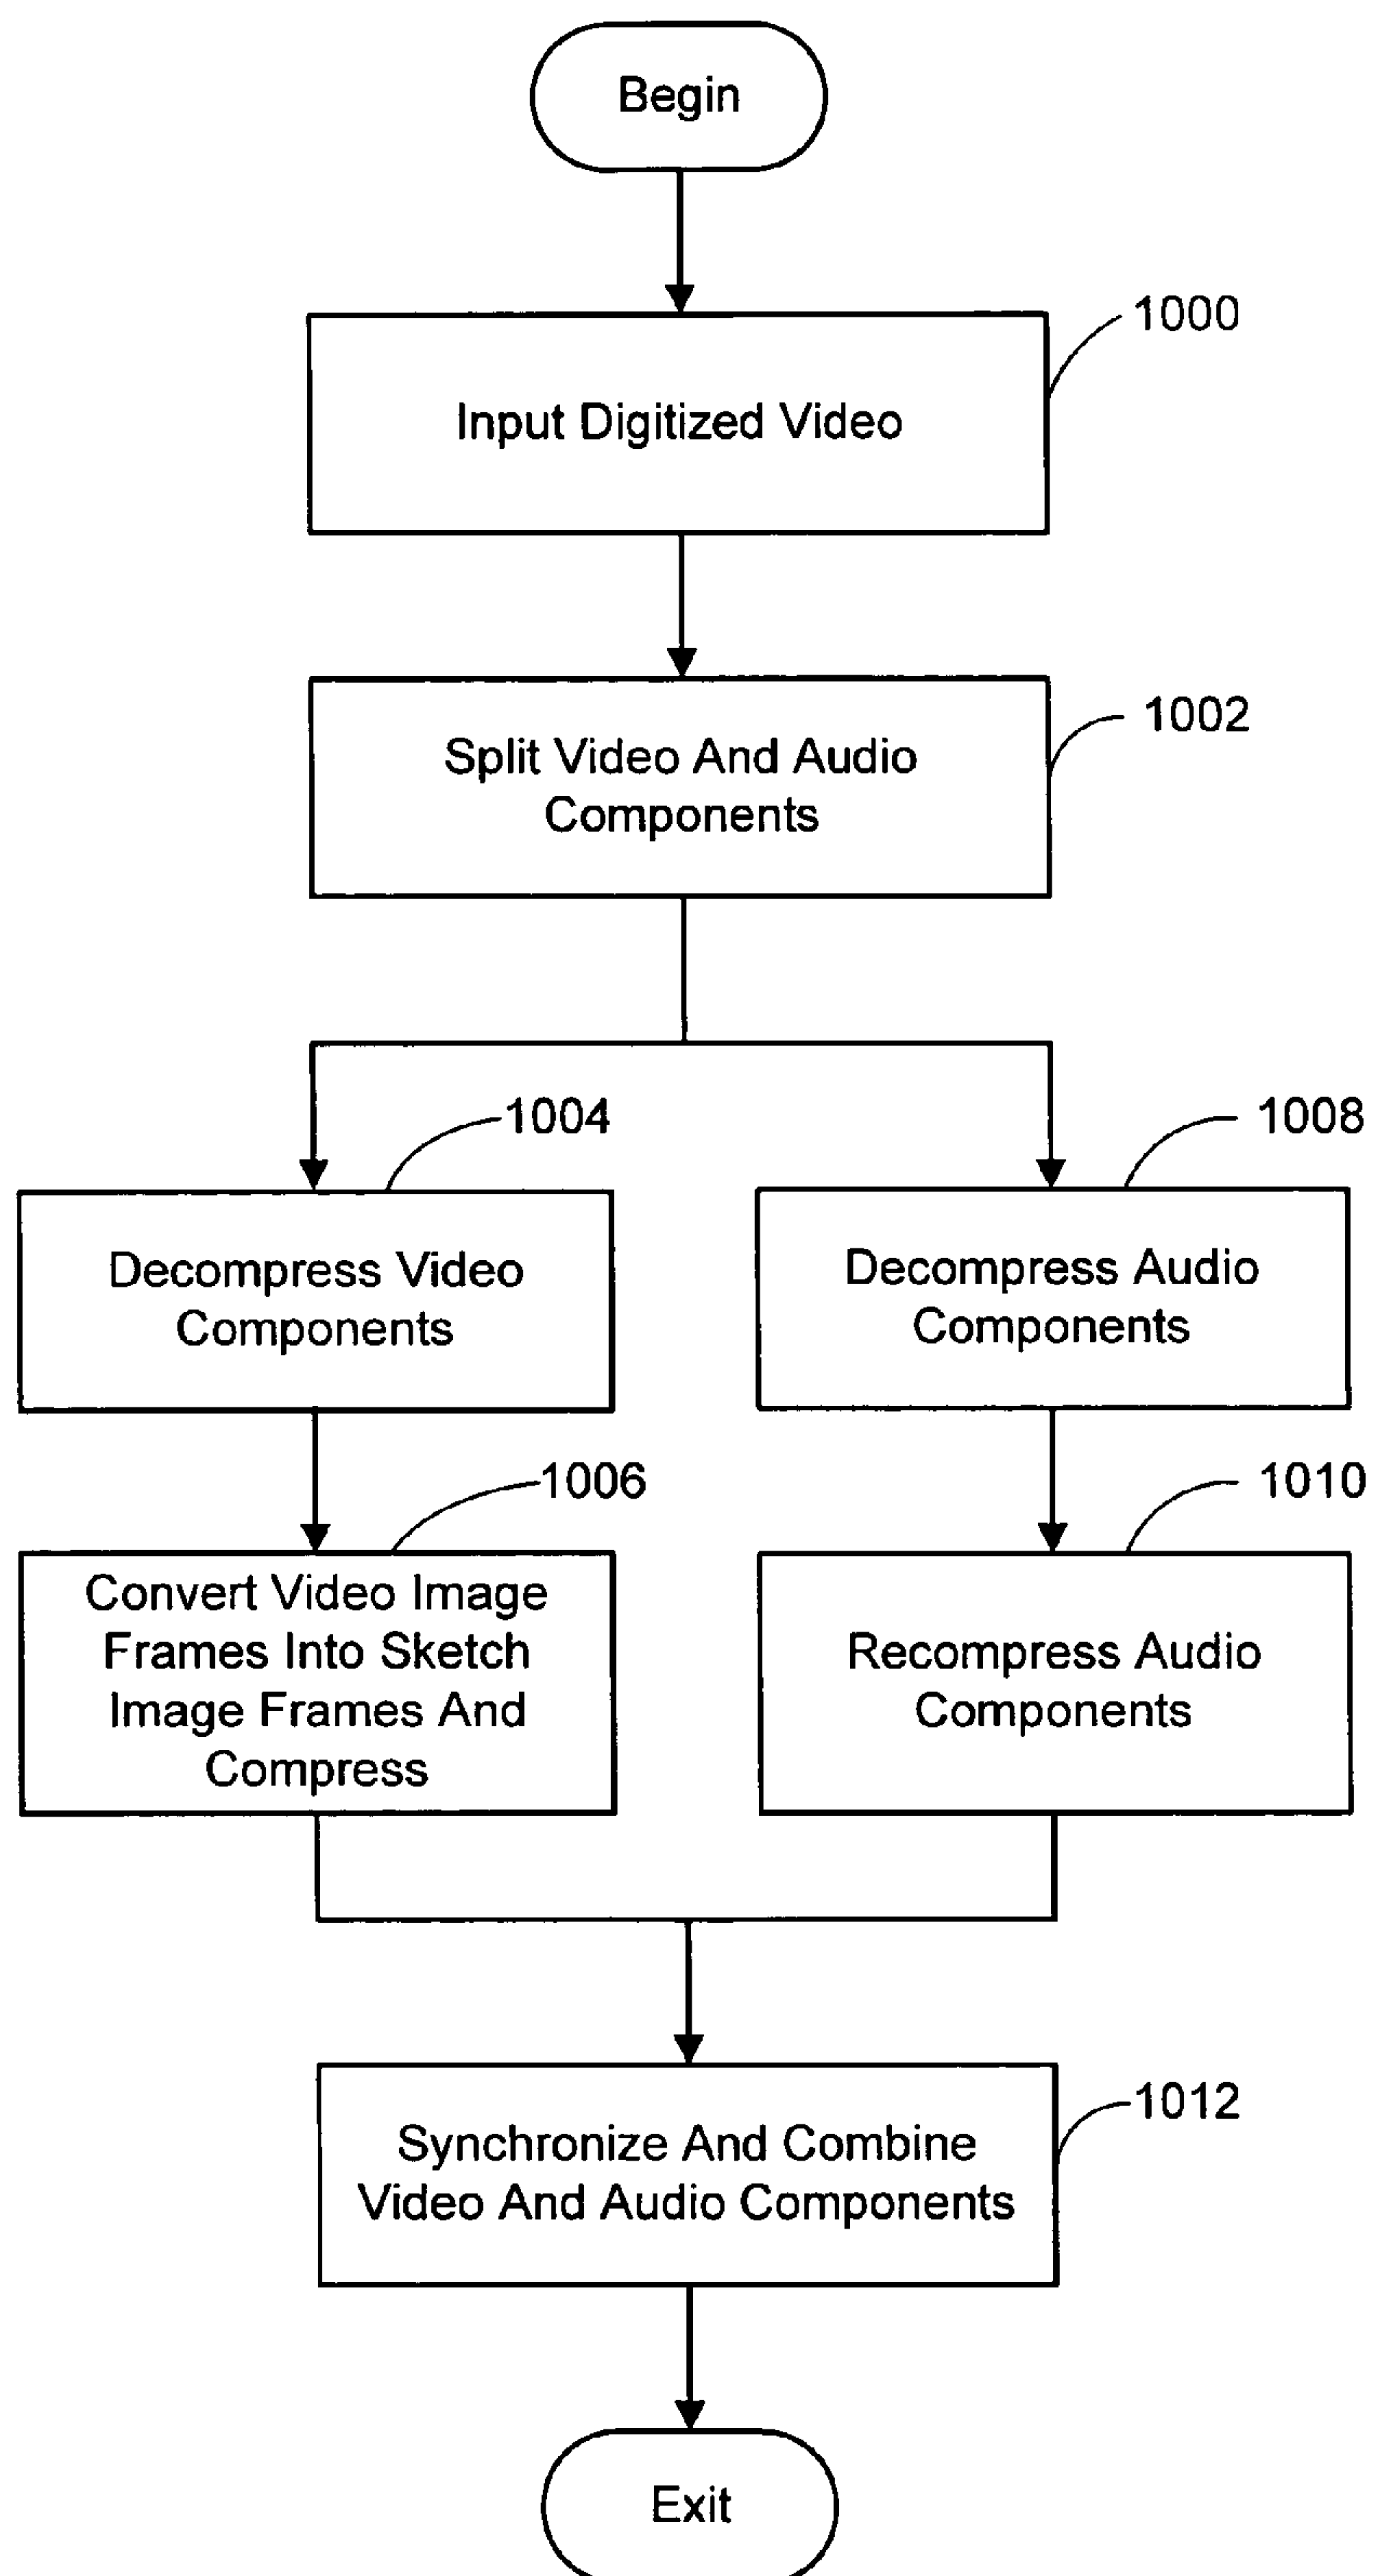 Begin
1000
Input Digitized Video
1002
Split Video And Audio
Components
1004
Decompress Video
Components
1008
Decompress Audio
Components
1006
Convert Video Image
Frames Into Sketch
Image Frames And
Compress
1010
Recompress Audio
Components
1012
Synchronize And Combine
Video And Audio Components
Exit